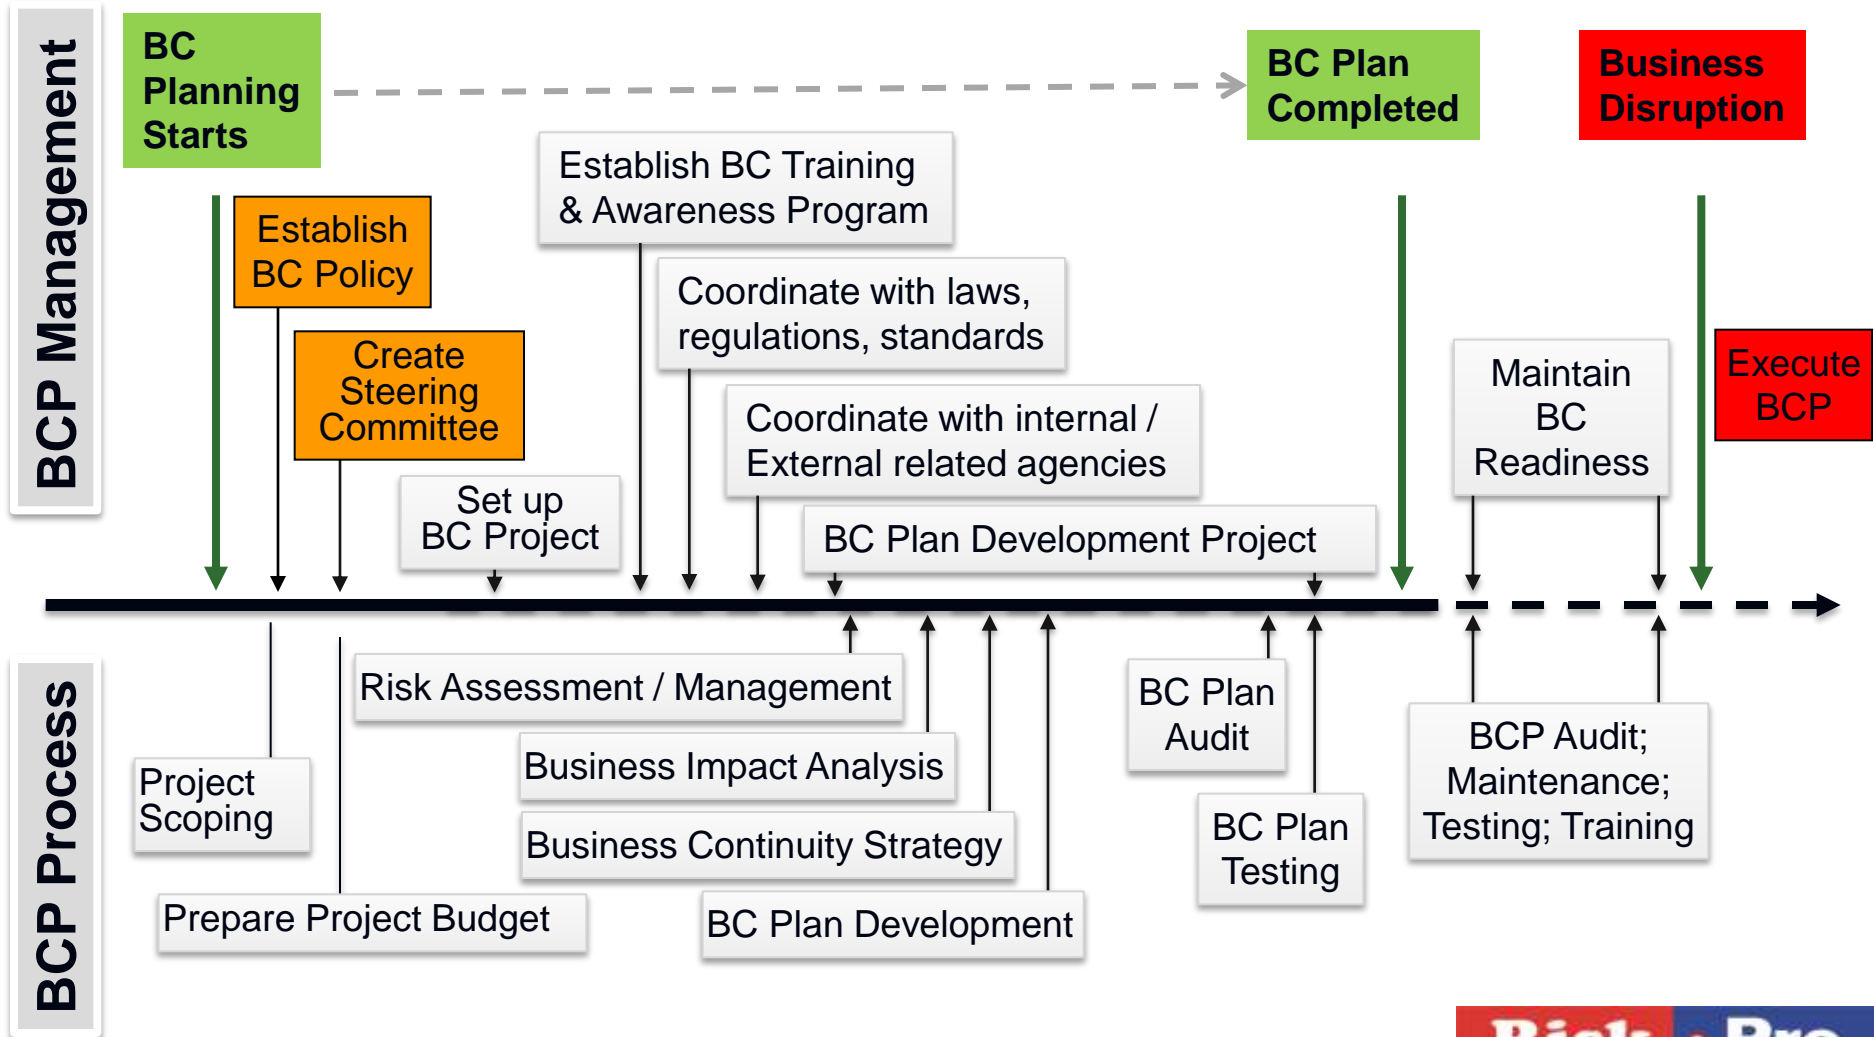 BCP Management
BC
Planning
Starts
BC Plan
Completed
Business
Disruption
Establish BC Training
& Awareness Program
Establish
BC Policy
Coordinate with laws,
regulations, standards
Create
Steering
Committee
Maintain
BC
Readiness
Execute
BCP
Coordinate with internal /
External related agencies
Set up
BC Project
BC Plan Development Project
BCP Process
Risk Assessment / Management
BC Plan
Audit
BCP Audit;
Maintenance;
Testing; Training
Business Impact Analysis
Project
Scoping
Business Continuity Strategy
BC Plan
Testing
Prepare Project Budget
BC Plan Development
Risk Pro